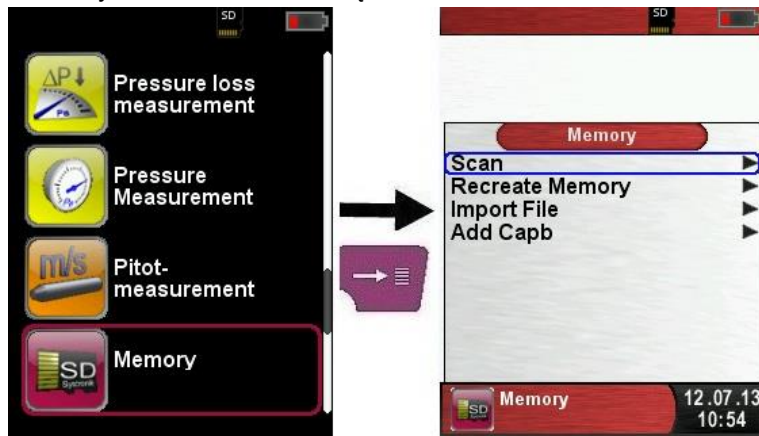 SD
ΔP↓
Pa
Pressure loss
measurement
Pressure
Measurement
m/s
Pitot-
measurement
SD
Memory
SD
Memory
Scan
Recreate Memory
Import File
Add Capb
SD
Memory
12.07.13
10:54